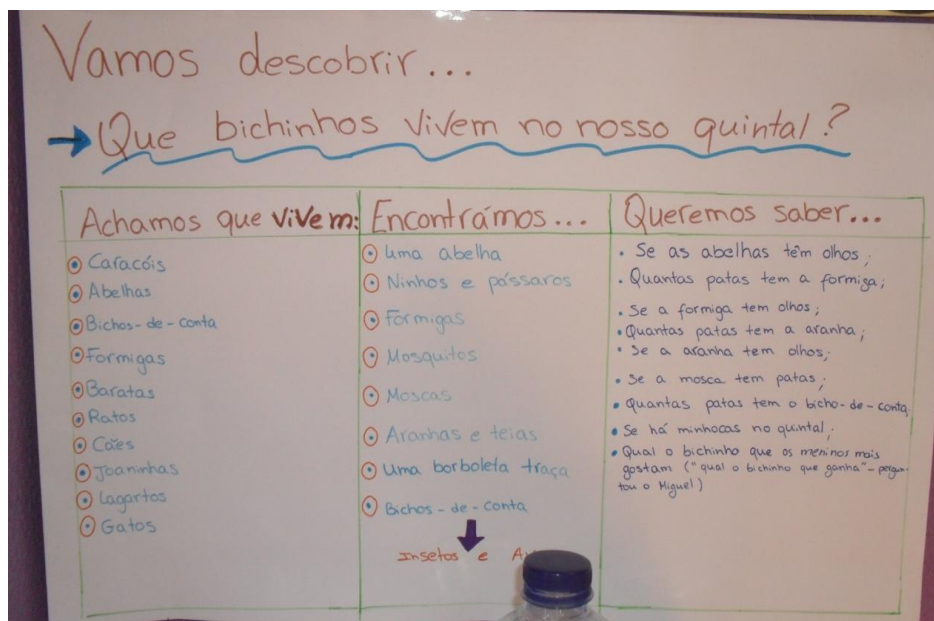 Vamos descobrir...
→ Que bichinhos vivem no nosso quintal?
Achamos que vivem:
Caracóis
Abelhas
Bichos-de-conta
Formigas
Baratas
Ratos
Cães
Joaninhas
Lagartos
Gatos
Encontrámos...
Uma abelha
Ninhos e pássaros
Formigas
Mosquitos
Moscas
Aranhas e teias
Uma borboleta traça
Bichos-de-conta
Insetos e
Queremos saber...
• Se as abelhas têm olhos;
• Quantas patas tem a formiga;
• Se a formiga tem olhos;
• Quantas patas tem a aranha;
• Se a aranha tem olhos;
• Se a mosca tem patas;
• Quantas patas tem o bicho-de-conta;
• Se há minhocas no quintal;
• Qual o bichinho que os meninos mais
gostam ("qual o bichinho que ganha"-pergun-
tou o Miguel)